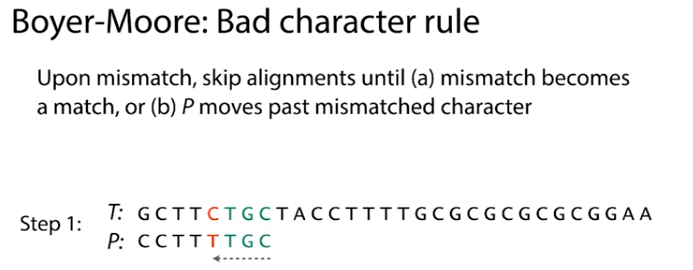 Boyer-Moore: Bad character rule
Upon mismatch, skip alignments until (a) mismatch becomes
a match, or (b) P moves past mismatched character
Step 1:
T: G C T T C T G C T A C C T T T T G C G C G C G C G C G G A A
P: C C T T T T G C